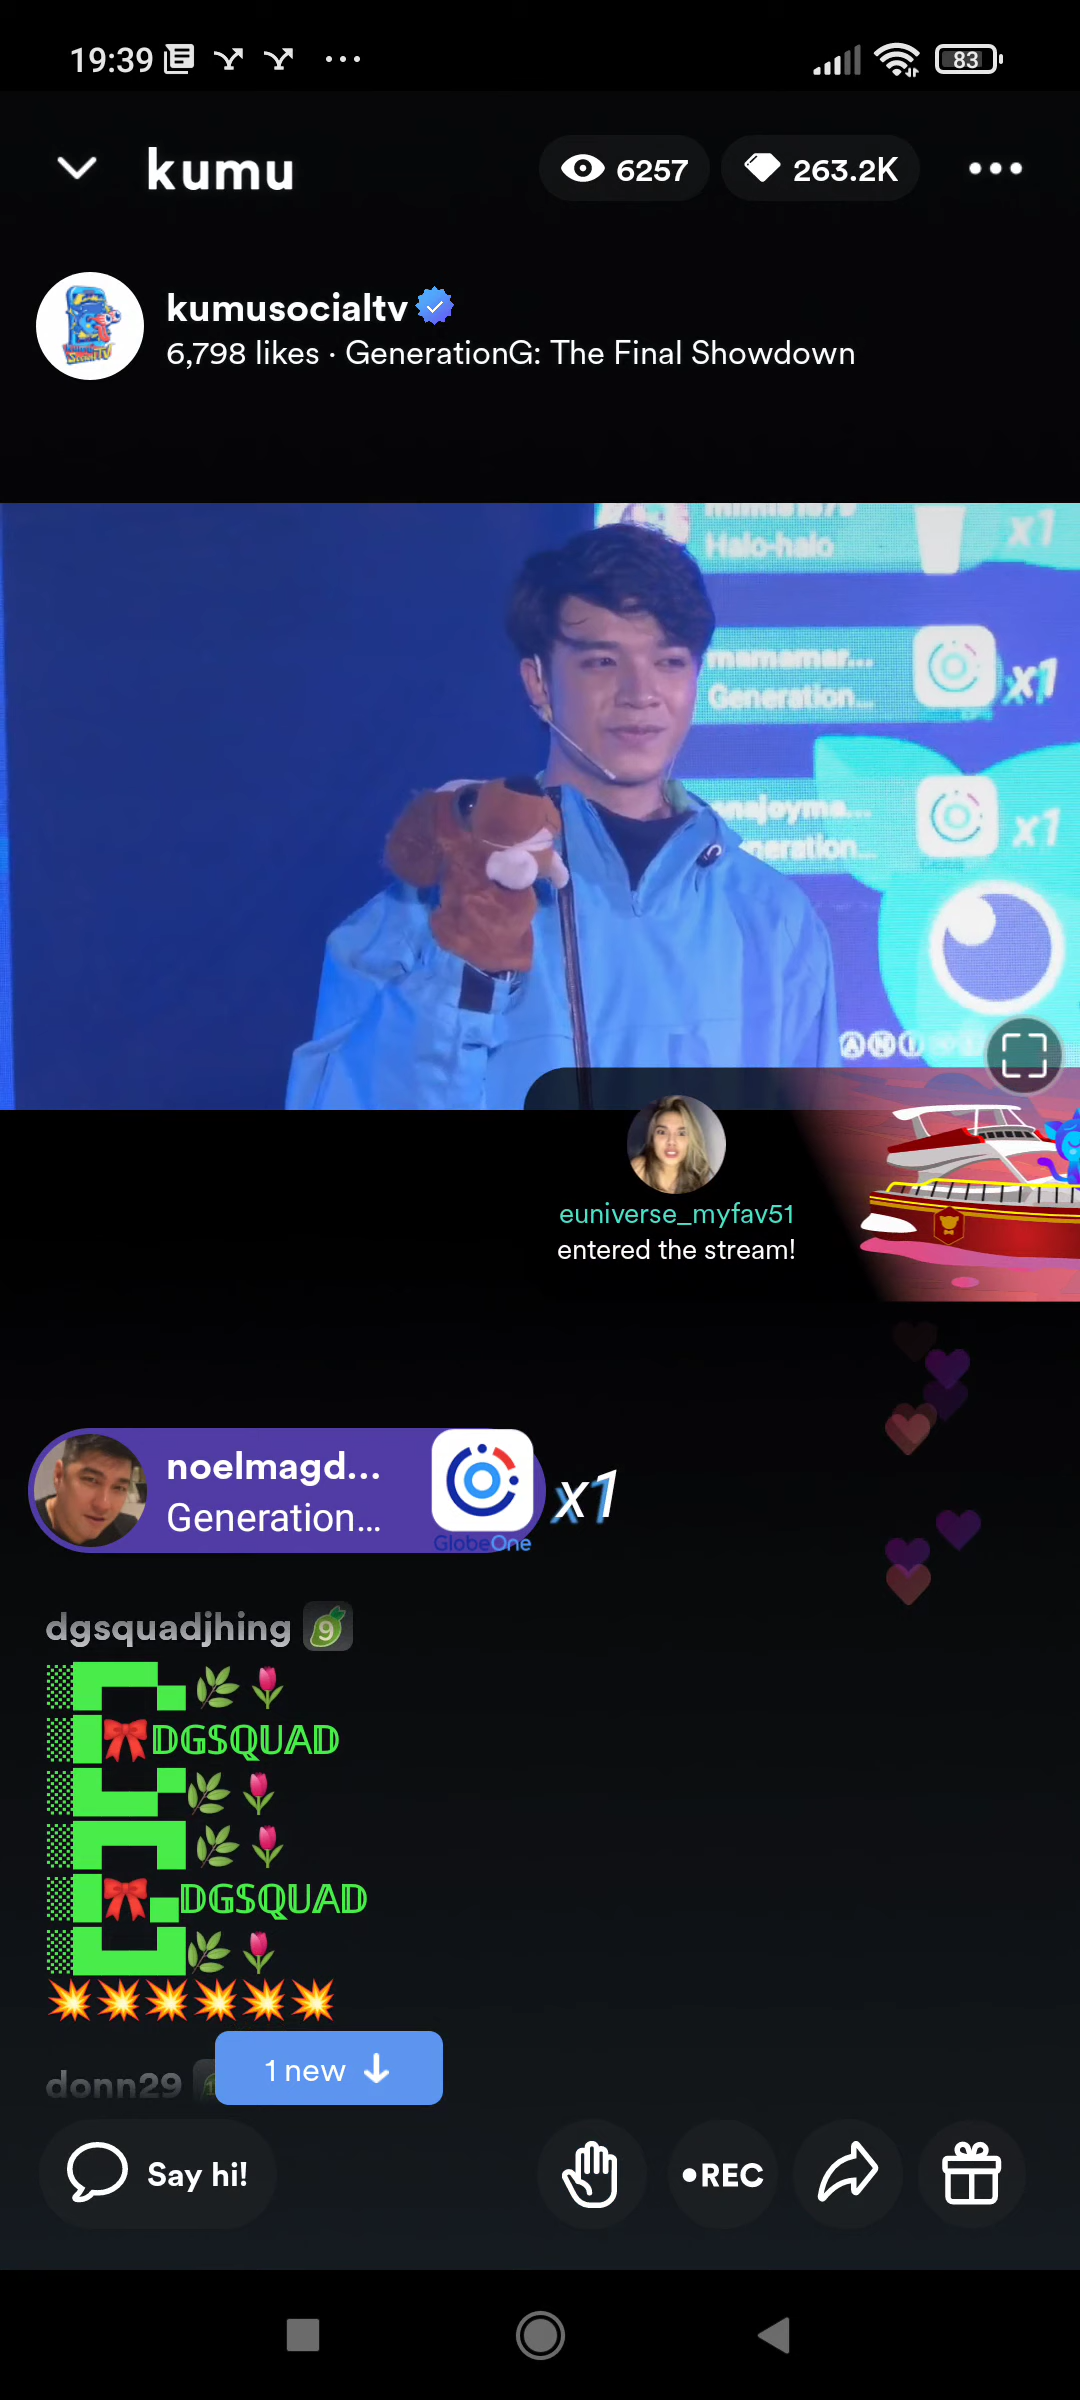 19:39
83
kumu
6257
263.2K
kumusocialtv
6,798 likes · GenerationG: The Final Showdown
x1
Halo-halo
mamamar...
Generation...
x1
x1
euniverse_myfav51
entered the stream!
noelmagd...
Generation...
GlobeOne
x1
dgsquadjhing
9
𝔻𝔾𝕊ℚ𝕌𝔸𝔻
𝔻𝔾𝕊ℚ𝕌𝔸𝔻
donn29
1 new
Say hi!
REC